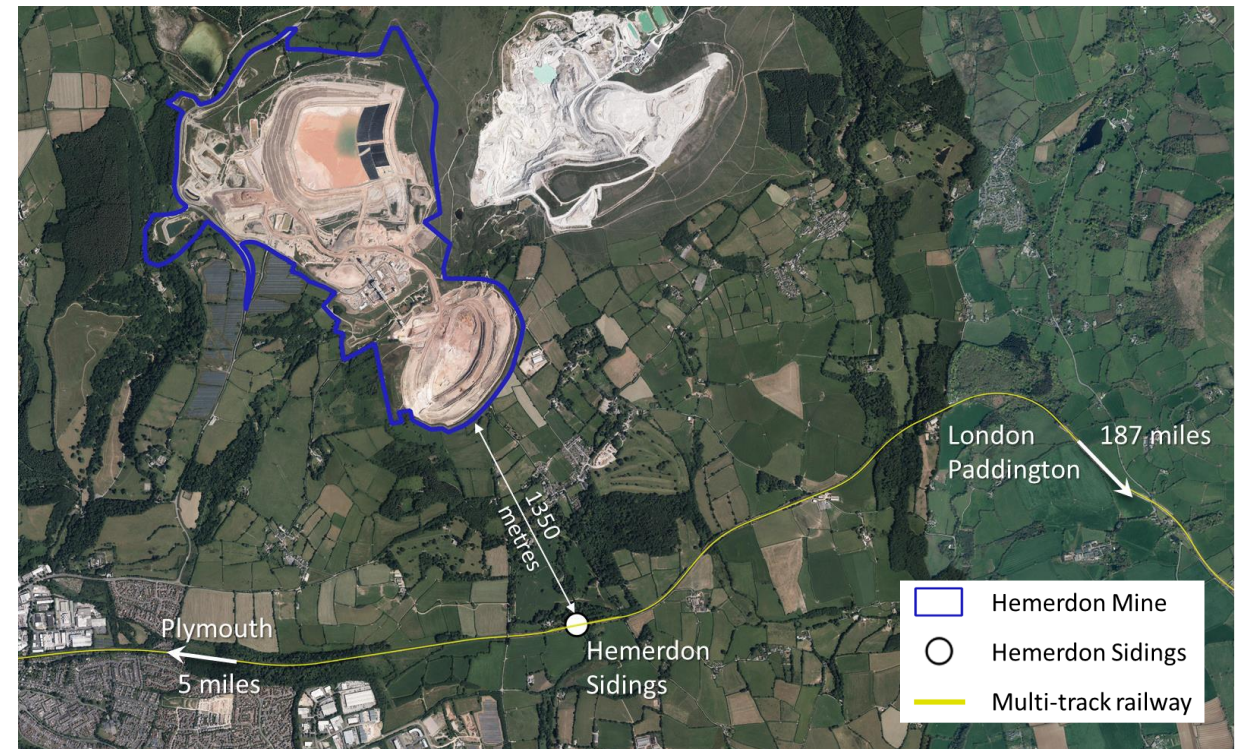 London
Paddington
187 miles
1350
metres
Plymouth
5 miles
Hemerdon
Sidings
Hemerdon Mine
Hemerdon Sidings
Multi-track railway